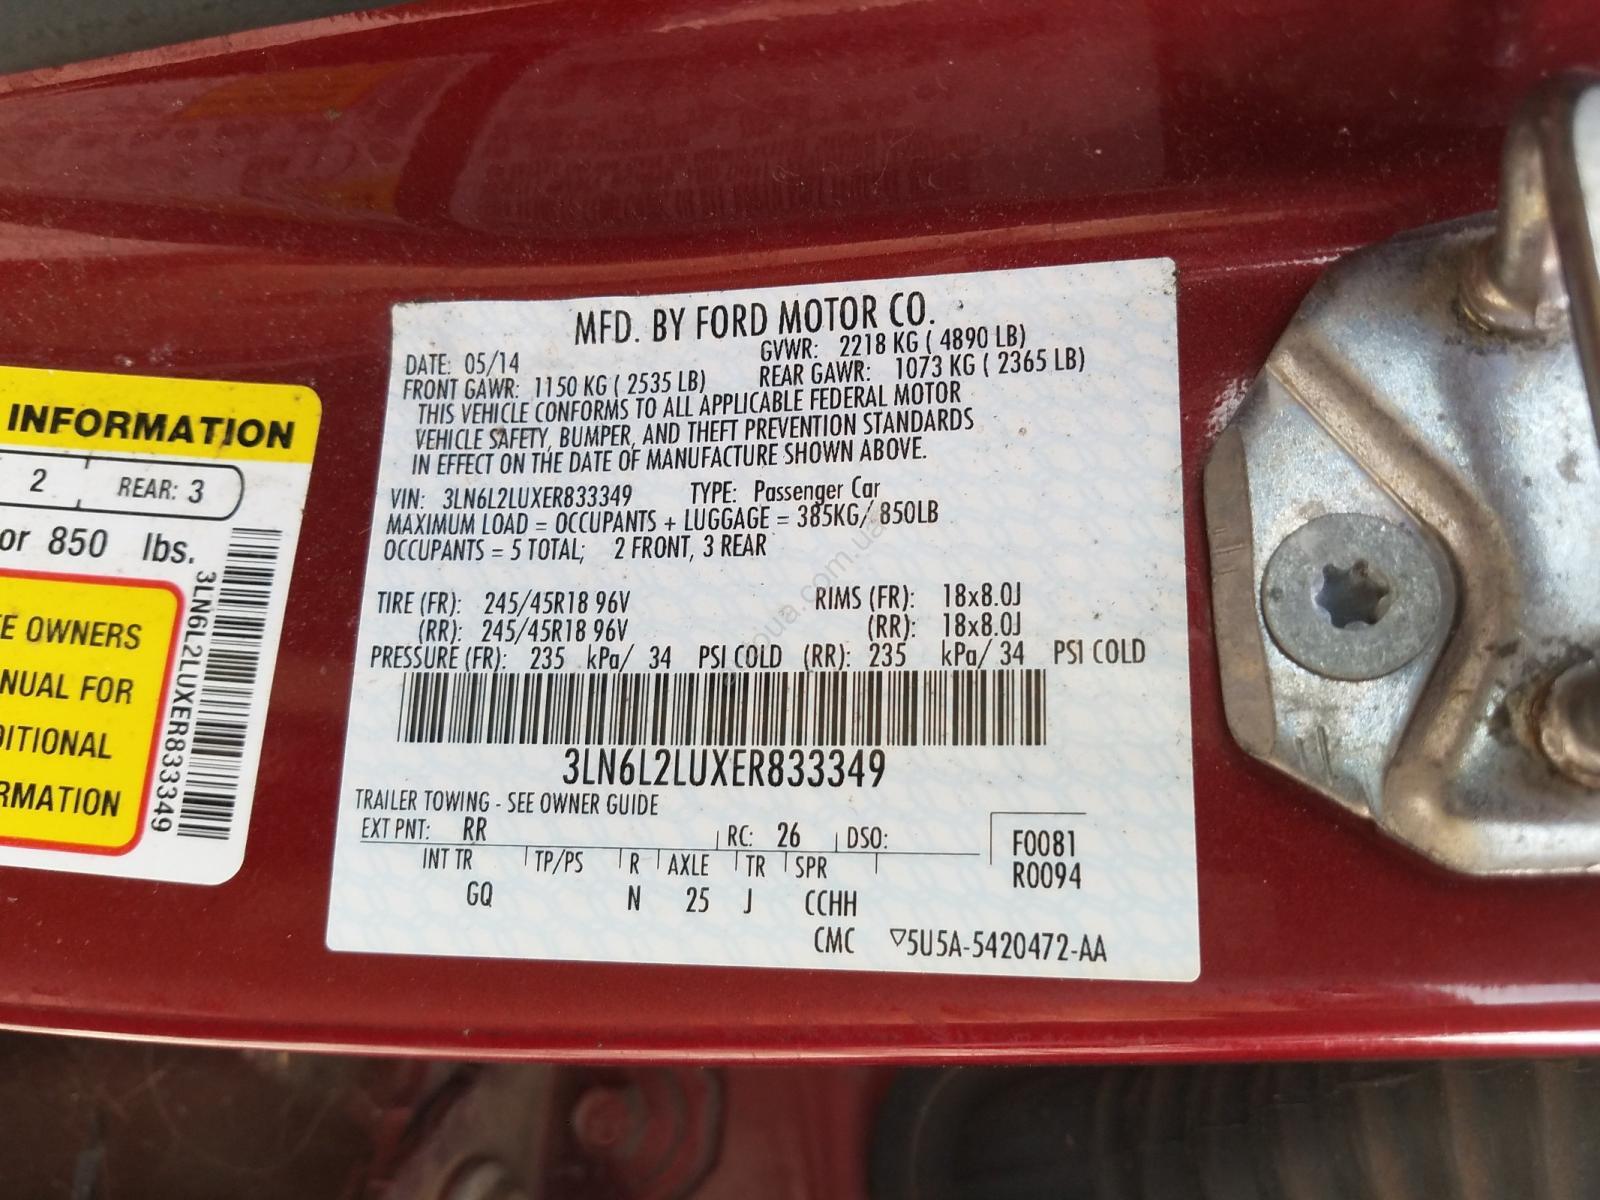 INFORMATION
2 REAR: 3
or 850 lbs.
E OWNERS
NUAL FOR
DITIONAL
RMATION
3LN6L2LUXER833349
MFD. BY FORD MOTOR CO.
DATE: 05/14 GVWR: 2218 KG ( 4890 LB)
FRONT GAWR: 1150 KG ( 2535 LB) REAR GAWR: 1073 KG ( 2365 LB)
THIS VEHICLE CONFORMS TO ALL APPLICABLE FEDERAL MOTOR
VEHICLE SAFETY, BUMPER, AND THEFT PREVENTION STANDARDS
IN EFFECT ON THE DATE OF MANUFACTURE SHOWN ABOVE.
VIN: 3LN6L2LUXER833349 TYPE: Passenger Car
MAXIMUM LOAD = OCCUPANTS + LUGGAGE = 385KG/ 850LB
OCCUPANTS = 5 TOTAL; 2 FRONT, 3 REAR
TIRE (FR): 245/45R18 96V RIMS (FR): 18x8.0J
(RR): 245/45R18 96V (RR): 18x8.0J
PRESSURE (FR): 235 kPa/ 34 PSI COLD (RR): 235 kPa/ 34 PSI COLD
3LN6L2LUXER833349
TRAILER TOWING - SEE OWNER GUIDE
EXT PNT: RR RC: 26 DSO: F0081
INT TR TP/PS R AXLE TR SPR R0094
GQ N 25 J CCHH
CMC ▽5U5A-5420472-AA